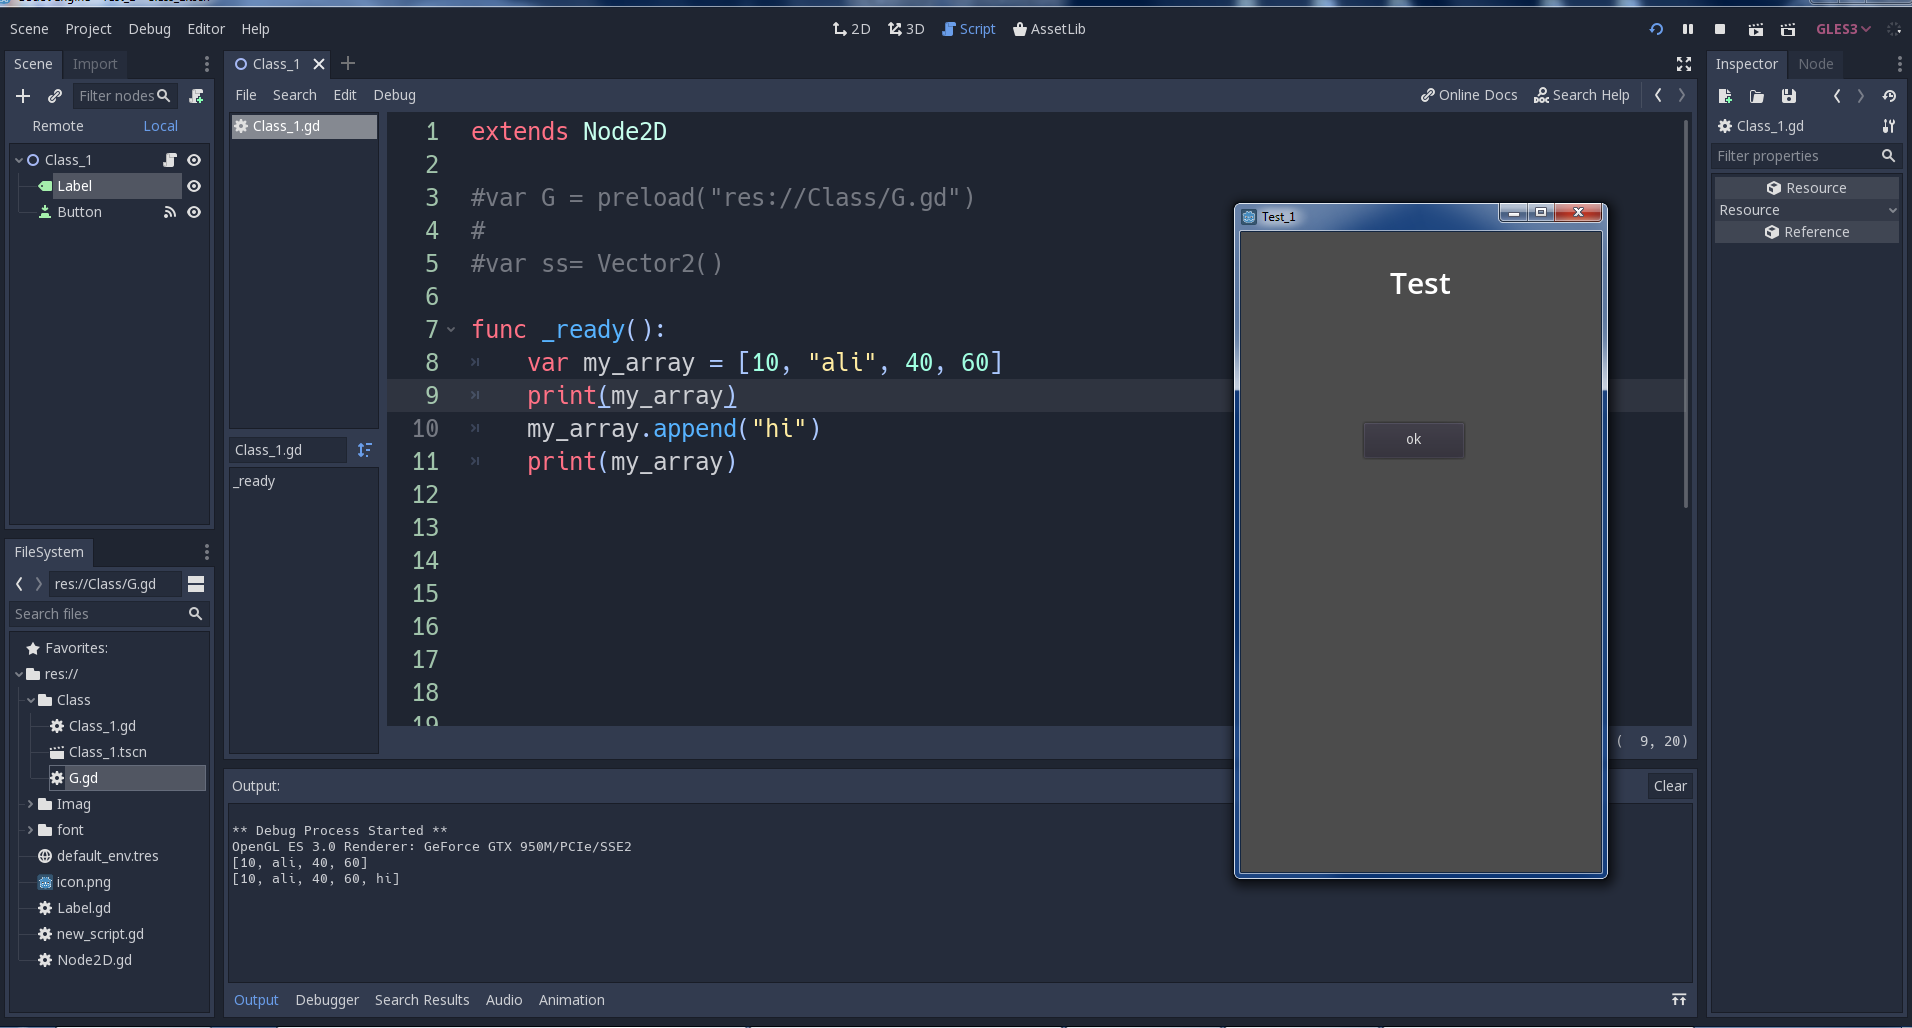 Scene Project Debug Editor Help
2D 3D Script AssetLib
GLES3
Scene Import
Filter nodes
Remote Local
Class_1
Label
Button
FileSystem
res://Class/G.gd
Search files
Favorites:
res://
Class
Class_1.gd
Class_1.tscn
G.gd
Imag
font
default_env.tres
icon.png
Label.gd
new_script.gd
Node2D.gd
Class_1
File Search Edit Debug
Online Docs Search Help
Class_1.gd
Class_1.gd
_ready
1 extends Node2D
2
3 #var G = preload("res://Class/G.gd")
4 #
5 #var ss= Vector2()
6
7 func _ready():
8 var my_array = [10, "ali", 40, 60]
9 print(my_array)
10 my_array.append("hi")
11 print(my_array)
12
13
14
15
16
17
18
19
( 9, 20)
Output:
Clear
** Debug Process Started **
OpenGL ES 3.0 Renderer: GeForce GTX 950M/PCIe/SSE2
[10, ali, 40, 60]
[10, ali, 40, 60, hi]
Output Debugger Search Results Audio Animation
Test_1
Test
ok
Inspector Node
Class_1.gd
Filter properties
Resource
Resource
Reference